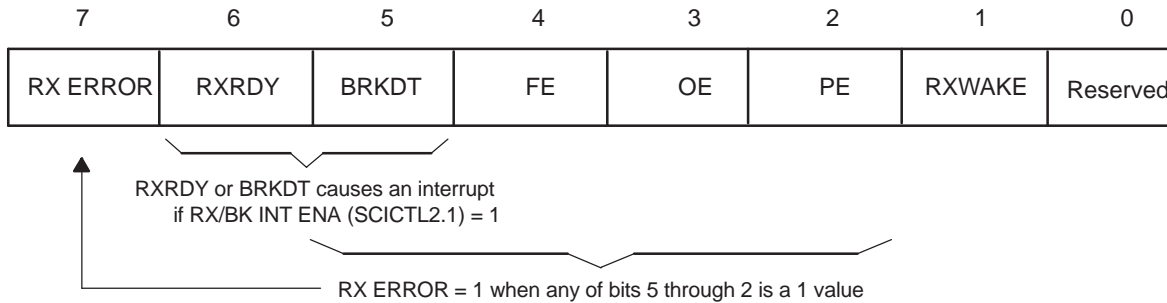 7 6 5 4 3 2 1 0
RX ERROR RXRDY BRKDT FE OE PE RXWAKE Reserved
RXRDY or BRKDT causes an interrupt
if RX/BK INT ENA (SCICTL2.1) = 1
RX ERROR = 1 when any of bits 5 through 2 is a 1 value